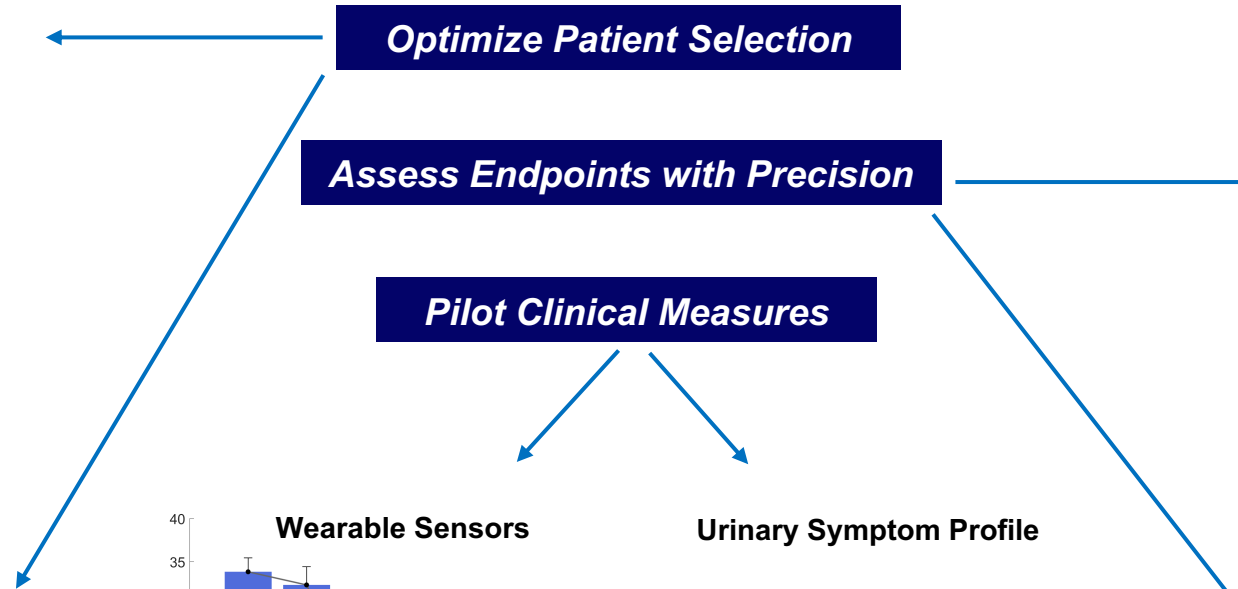 Optimize Patient Selection
Assess Endpoints with Precision
Pilot Clinical Measures
Wearable Sensors
Urinary Symptom Profile
40
35